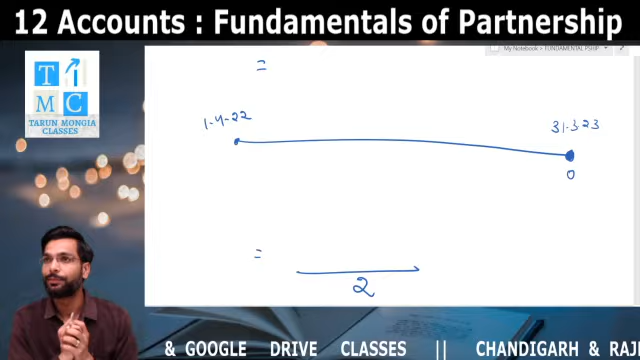 12 Accounts : Fundamentals of Partnership
My Notebook > FUNDAMENTAL PSHIP
T
M C
TARUN MONGIA
CLASSES
=
1-4-22
31.3.23
0
=
2
& GOOGLE DRIVE CLASSES || CHANDIGARH & RAJ